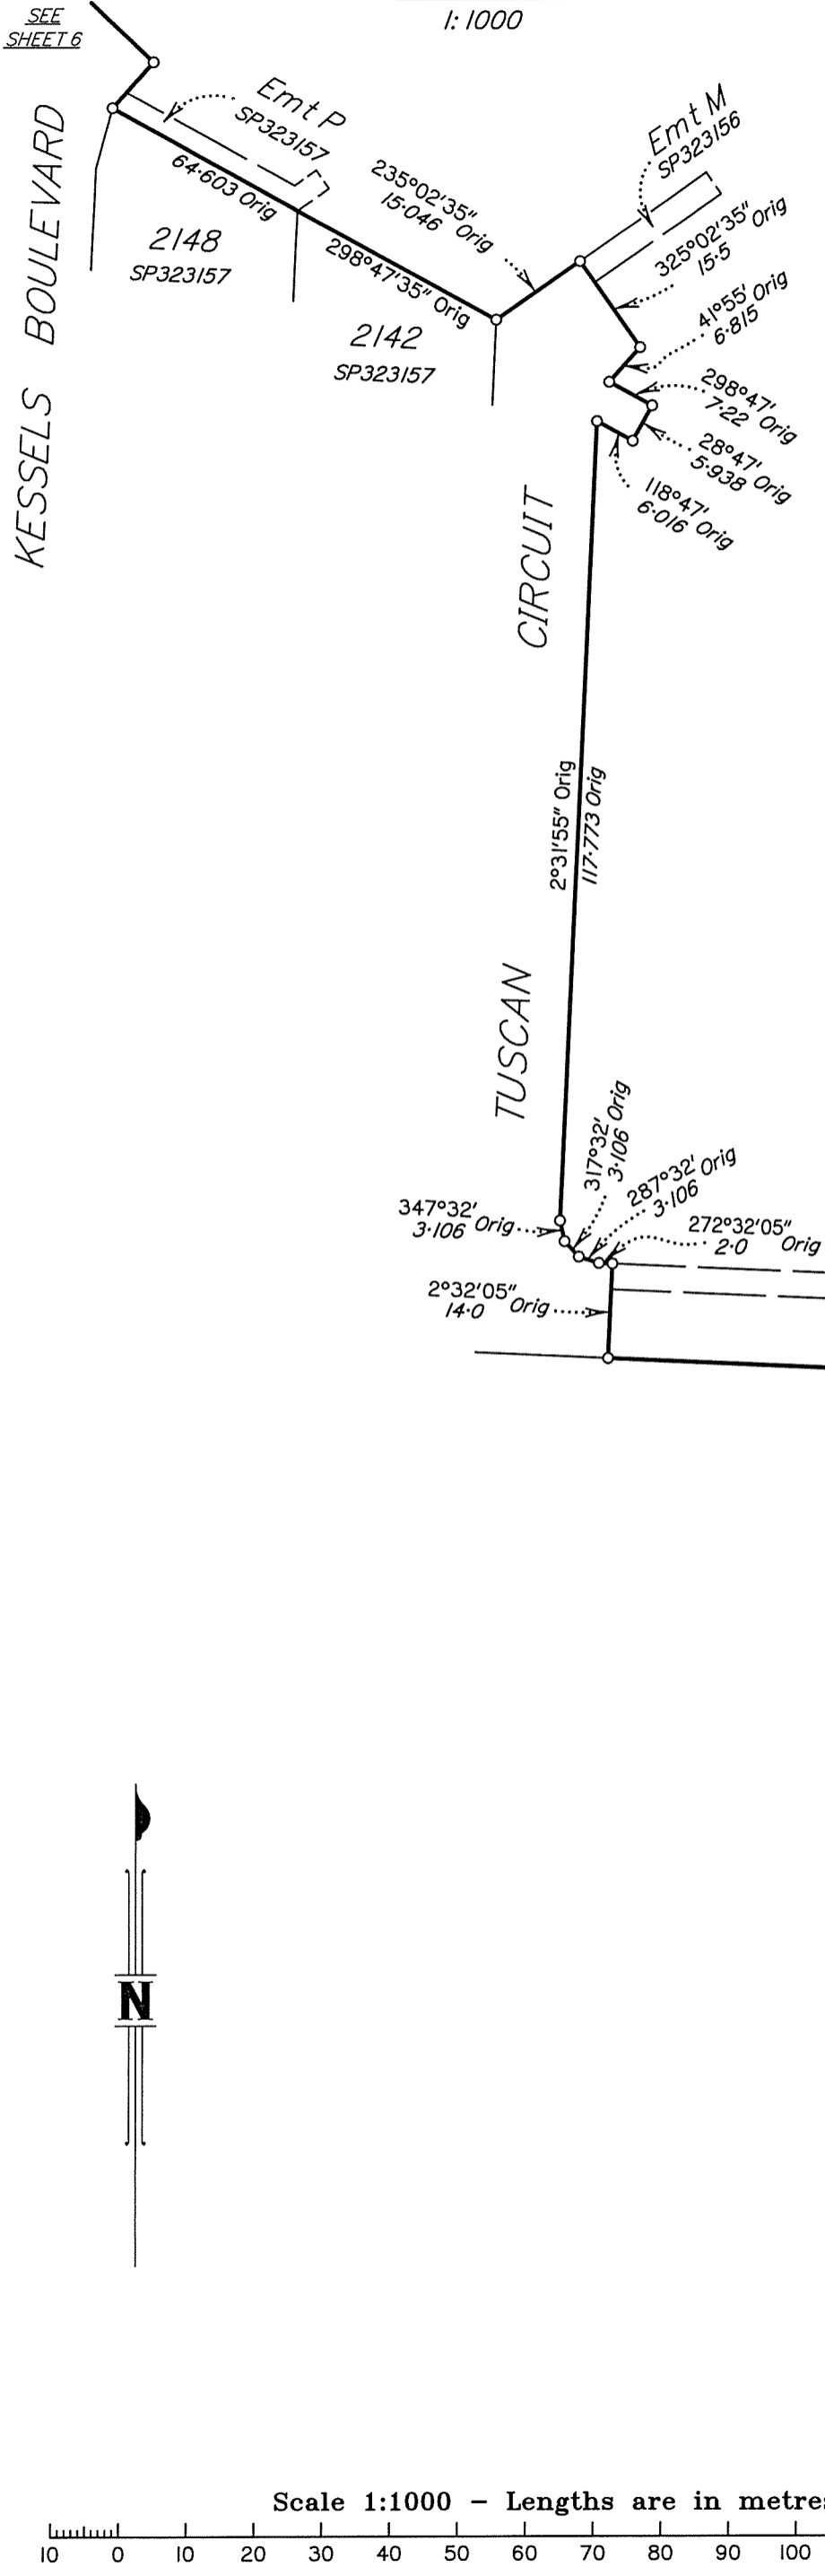 SEE
SHEET 6
1:1000
KESSELS BOULEVARD
Emt P
SP323157
64·603 Orig
2148
SP323157
298°47'35" Orig
2142
SP323157
235°02'35"
15·046 Orig
Emt M
SP323156
325°02'35" Orig
15·5
41°55' Orig
6·815
298°47'
7·22 Orig
28°47'
5·938 Orig
118°47'
6·016 Orig
TUSCAN CIRCUIT
2°31'55" Orig
117·773 Orig
317°32'
3·106 Orig
287°32' Orig
3·106
347°32'
3·106 Orig
272°32'05"
2·0 Orig
2°32'05"
14·0 Orig
N
Scale 1:1000 – Lengths are in metre
10 0 10 20 30 40 50 60 70 80 90 100